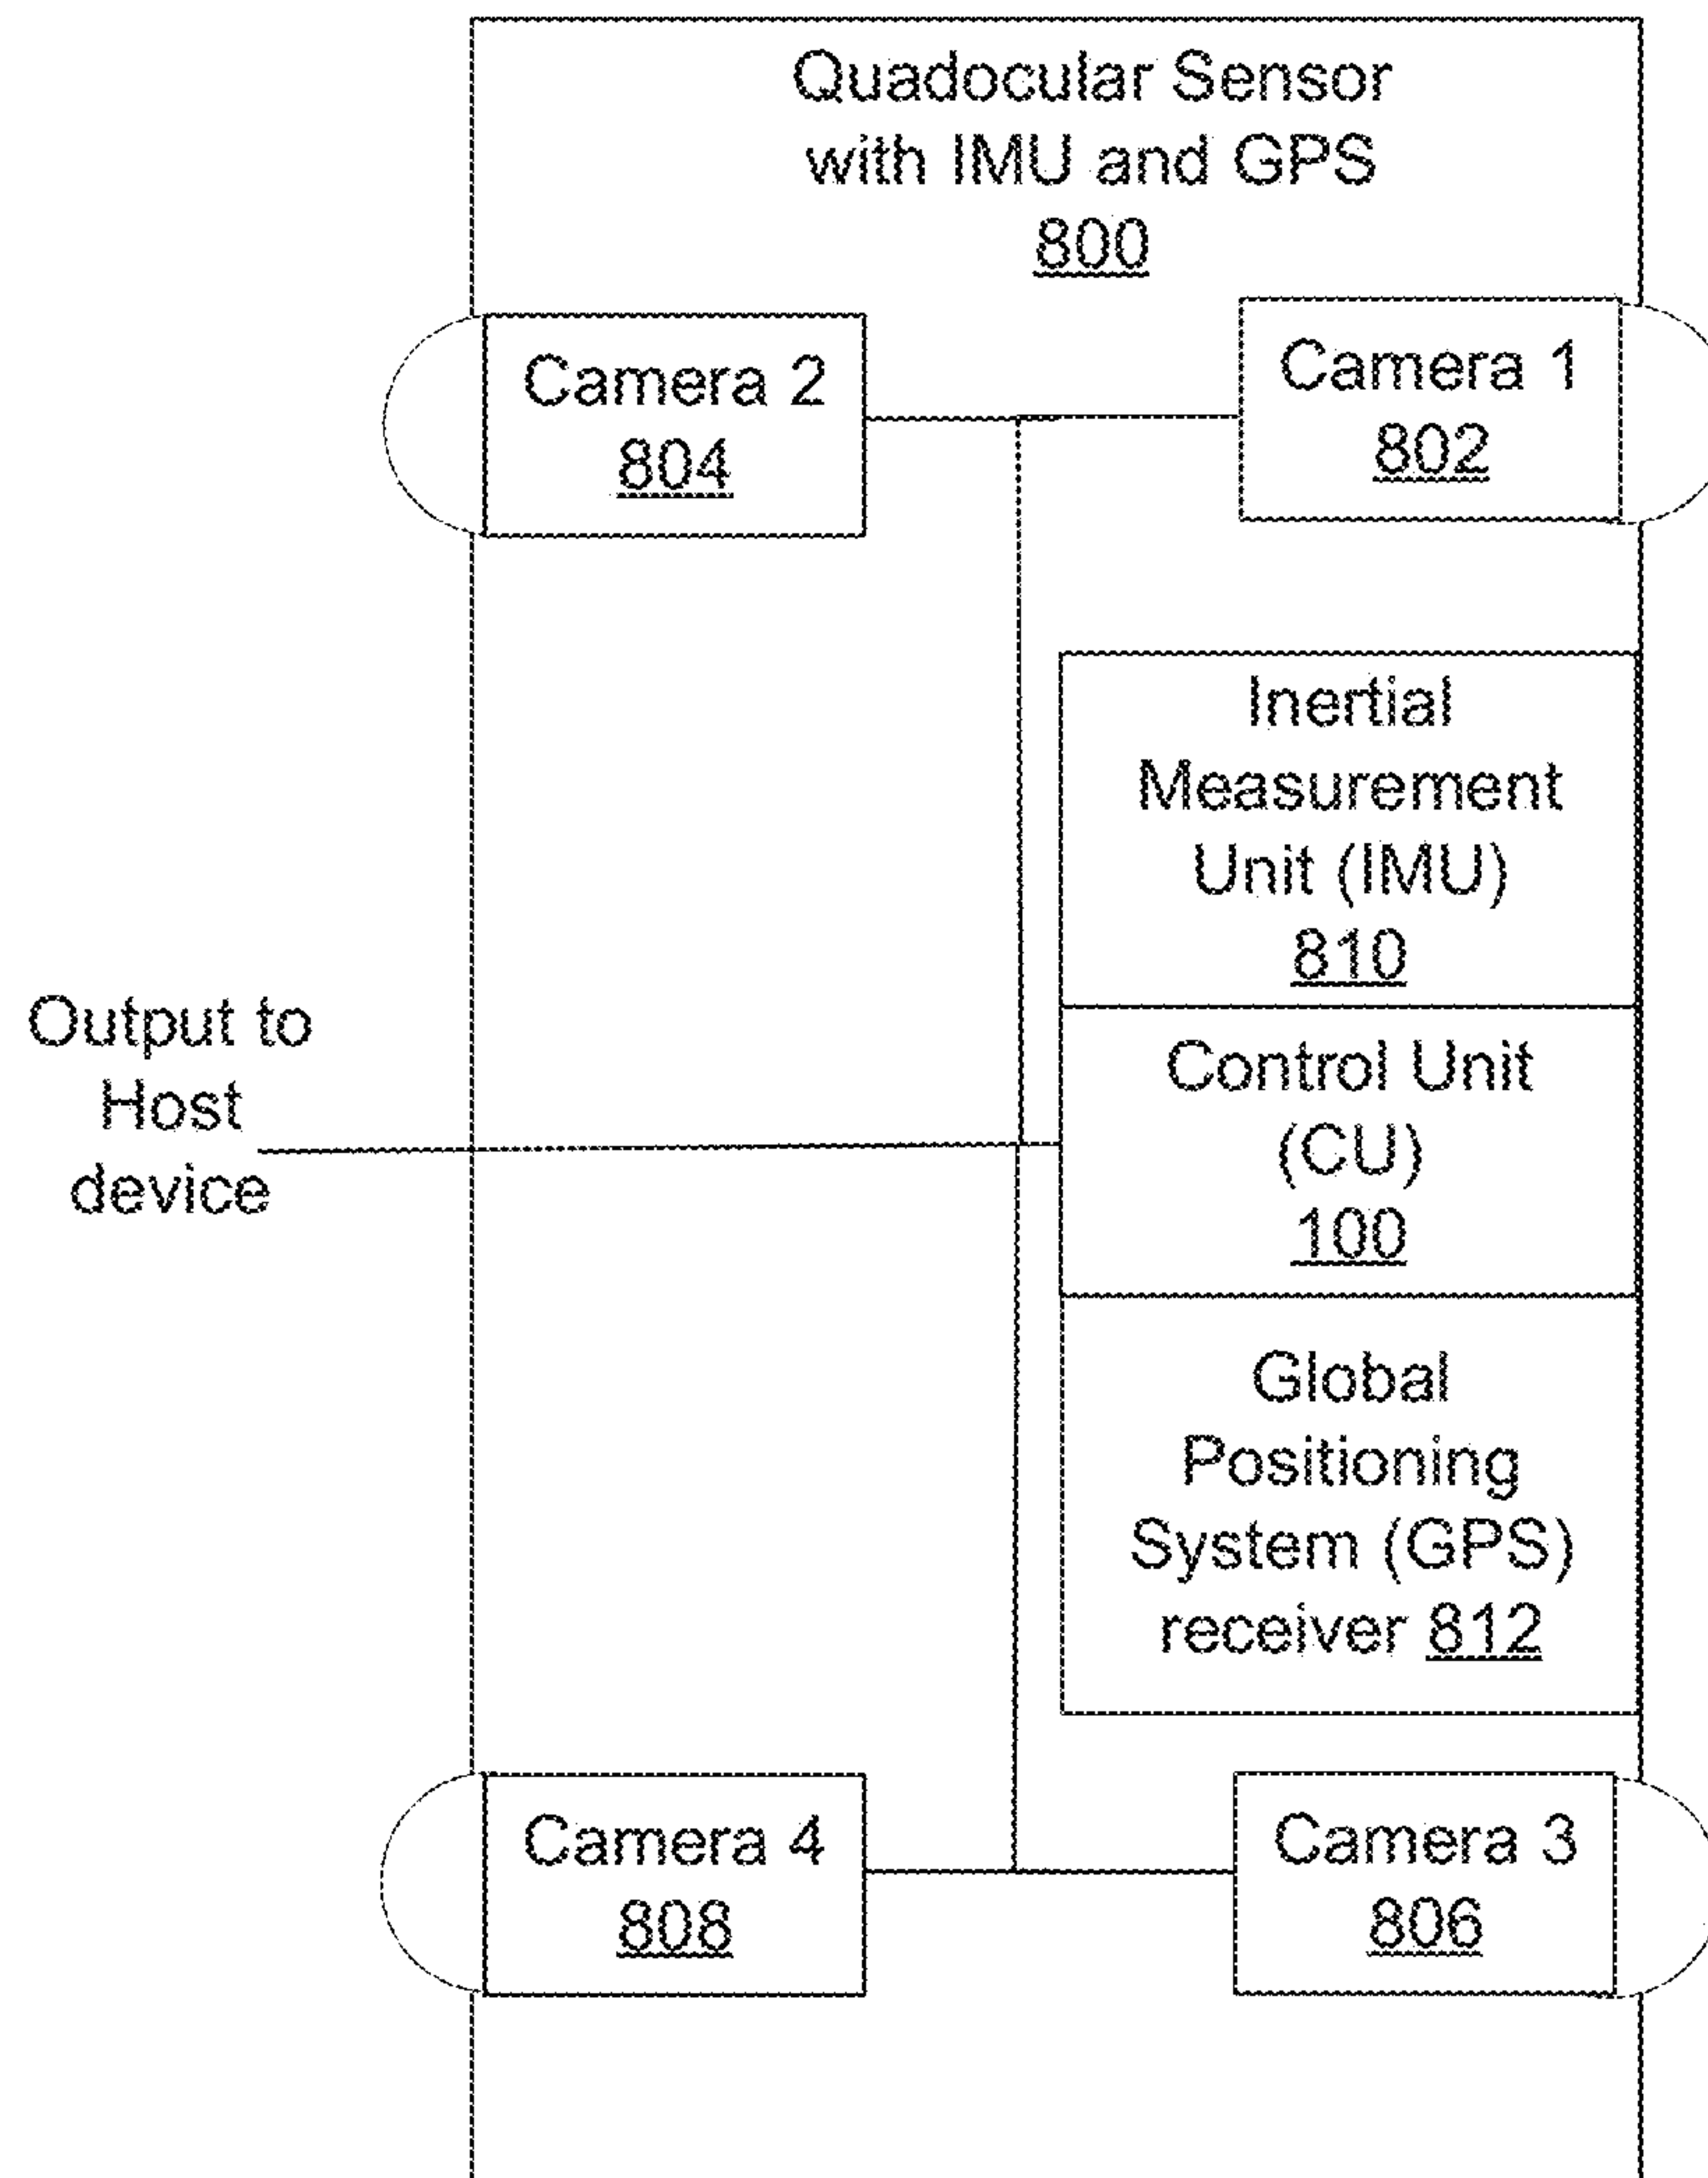 Quadocular Sensor
with IMU and GPS
800
Camera 2
804
Camera 1
802
Inertial
Measurement
Unit (IMU)
810
Output to
Host
device
Control Unit
(CU)
100
Global
Positioning
System (GPS)
receiver 812
Camera 4
808
Camera 3
806